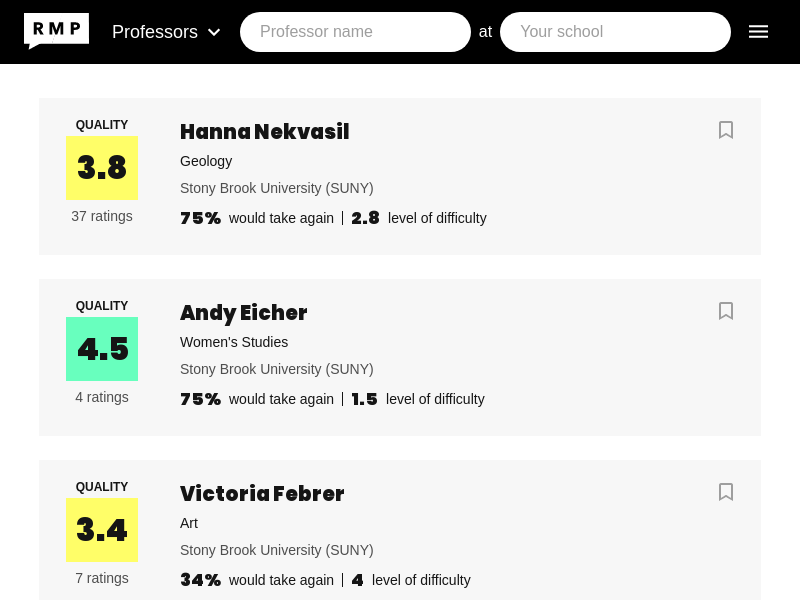 RMP Professors Professor name at Your school
QUALITY
3.8
37 ratings
Hanna Nekvasil
Geology
Stony Brook University (SUNY)
75% would take again | 2.8 level of difficulty
QUALITY
4.5
4 ratings
Andy Eicher
Women's Studies
Stony Brook University (SUNY)
75% would take again | 1.5 level of difficulty
QUALITY
3.4
7 ratings
Victoria Febrer
Art
Stony Brook University (SUNY)
34% would take again | 4 level of difficulty